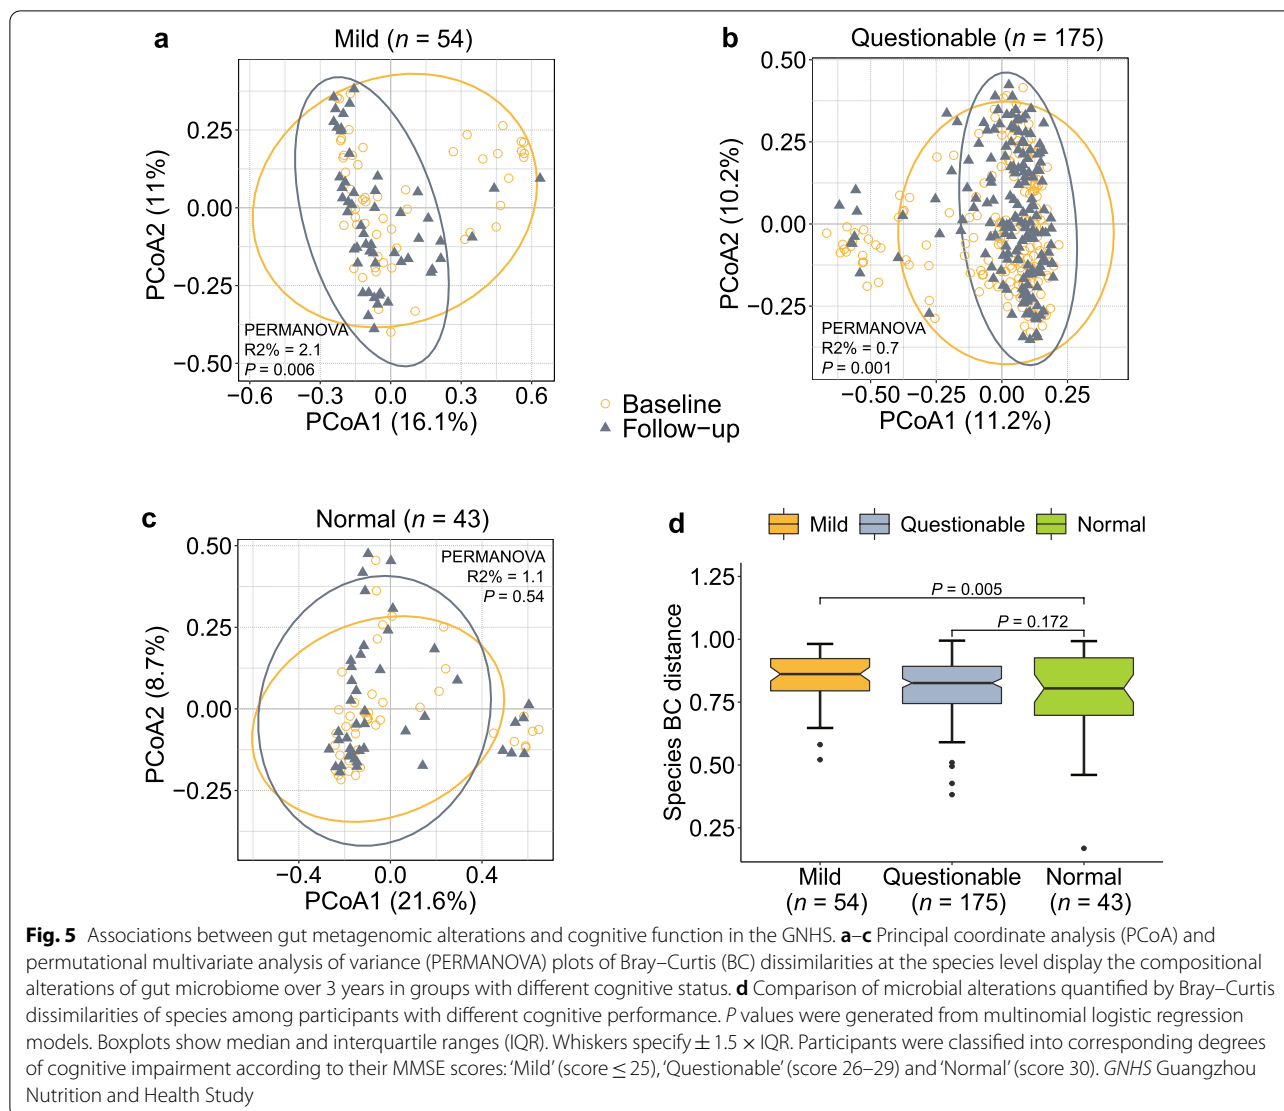 a
Mild (n = 54)
PCoA2 (11%)
0.25
0.00
−0.25
−0.50
PERMANOVA
R2% = 2.1
P = 0.006
−0.6 −0.3 0.0 0.3 0.6
PCoA1 (16.1%)
b
Questionable (n = 175)
PCoA2 (10.2%)
0.50
0.25
0.00
−0.25
PERMANOVA
R2% = 0.7
P = 0.001
−0.50 −0.25 0.00 0.25
PCoA1 (11.2%)
Baseline
Follow−up
c
Normal (n = 43)
PCoA2 (8.7%)
0.50
0.25
0.00
−0.25
PERMANOVA
R2% = 1.1
P = 0.54
−0.4 0.0 0.4
PCoA1 (21.6%)
d
Mild Questionable Normal
Species BC distance
1.25
1.00
0.75
0.50
0.25
P = 0.005
P = 0.172
Mild Questionable Normal
(n = 54) (n = 175) (n = 43)
Fig. 5 Associations between gut metagenomic alterations and cognitive function in the GNHS. a–c Principal coordinate analysis (PCoA) and
permutational multivariate analysis of variance (PERMANOVA) plots of Bray–Curtis (BC) dissimilarities at the species level display the compositional
alterations of gut microbiome over 3 years in groups with different cognitive status. d Comparison of microbial alterations quantified by Bray–Curtis
dissimilarities of species among participants with different cognitive performance. P values were generated from multinomial logistic regression
models. Boxplots show median and interquartile ranges (IQR). Whiskers specify ± 1.5 × IQR. Participants were classified into corresponding degrees
of cognitive impairment according to their MMSE scores: ‘Mild’ (score ≤ 25), ‘Questionable’ (score 26–29) and ‘Normal’ (score 30). GNHS Guangzhou
Nutrition and Health Study